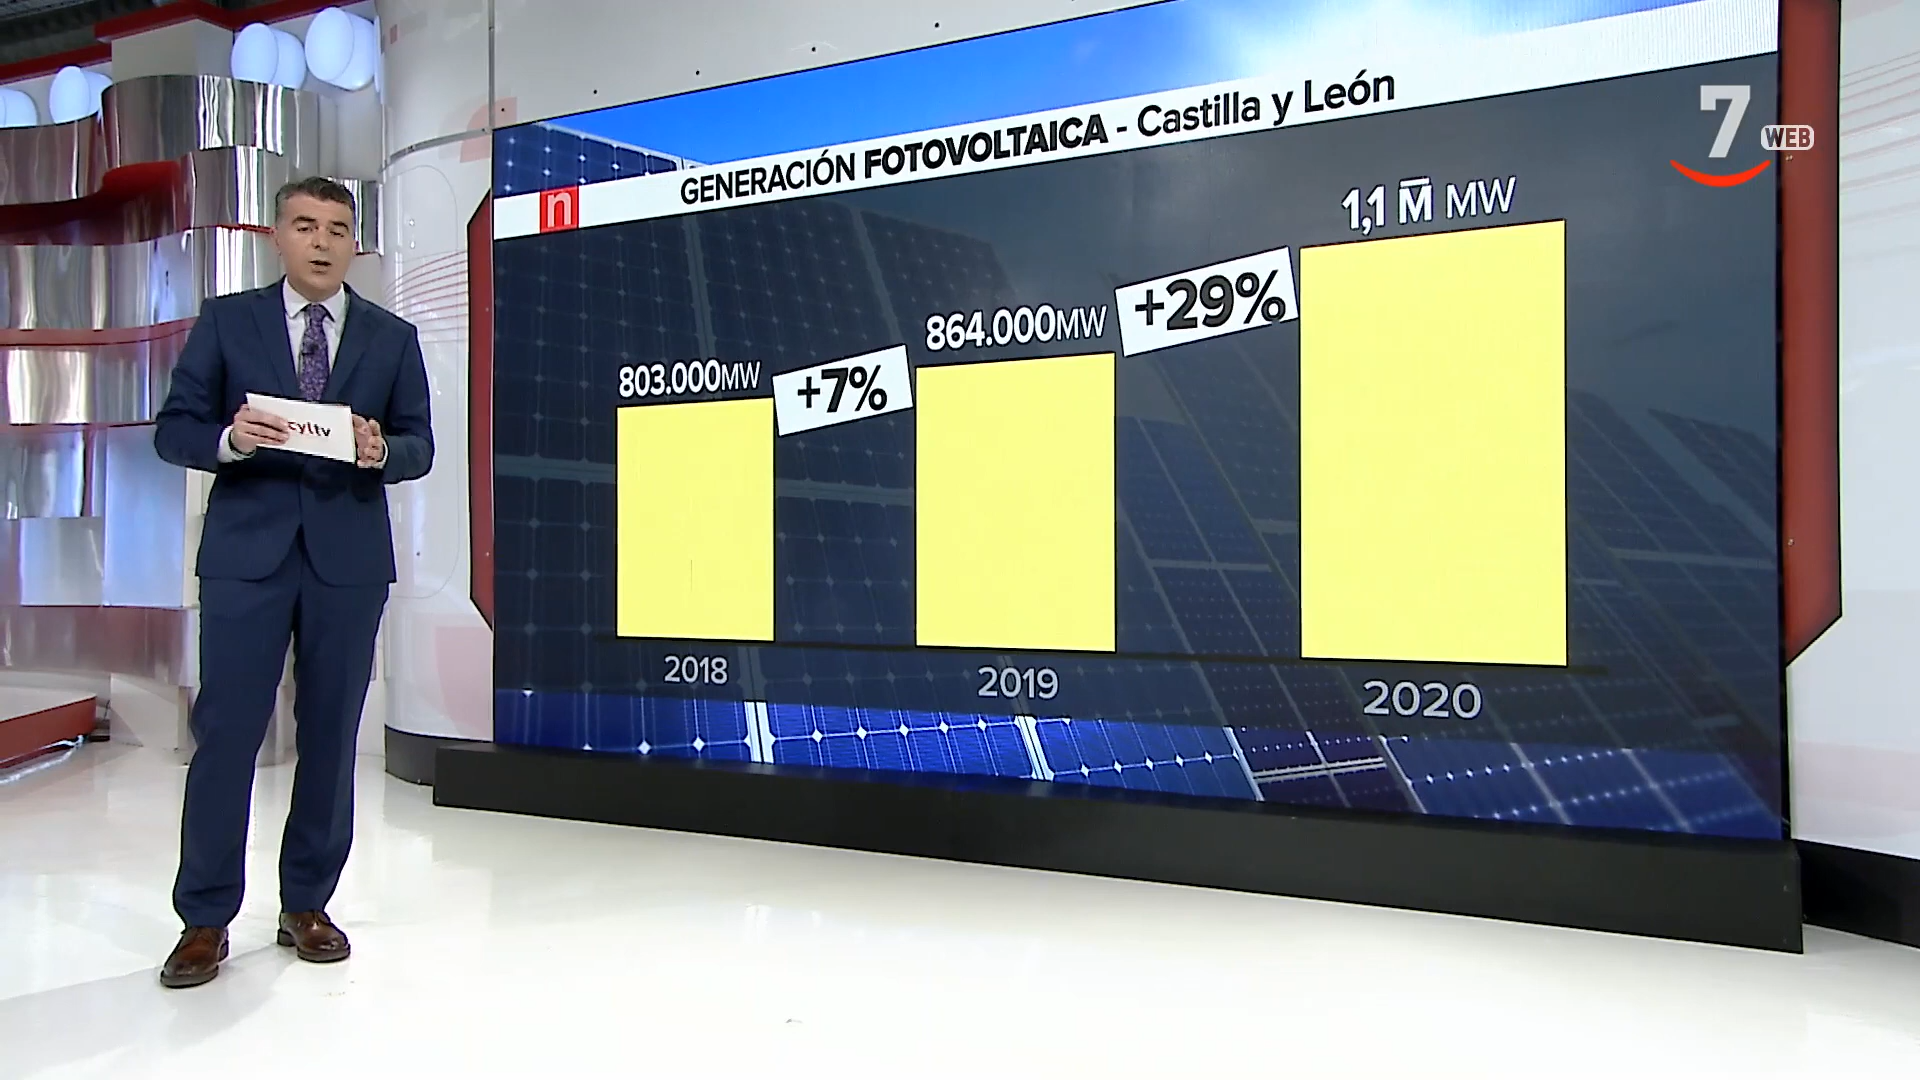 GENERACIÓN FOTOVOLTAICA - Castilla y León
n
7
WEB
803.000MW
+7%
864.000MW
+29%
1,1 M MW
cyltv
2018
2019
2020